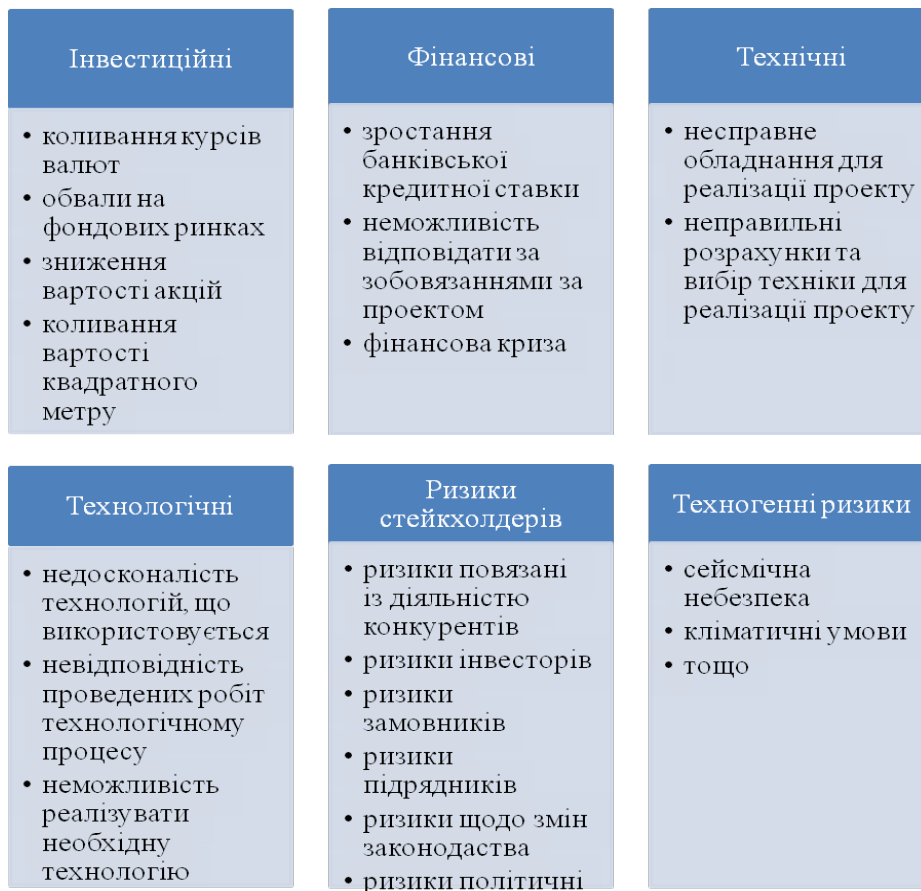 Інвестиційні
• коливання курсів
валют
• обвали на
фондових ринках
• зниження
вартості акцій
• коливання
вартості
квадратного
метру
Фінансові
• зростання
банківської
кредитної ставки
• неможливість
відповідати за
зобовязаннями за
проектом
• фінансова криза
Технічні
• несправне
обладнання для
реалізації проекту
• неправильні
розрахунки та
вибір техніки для
реалізації проекту
Технологічні
• недосконалість
технологій, що
використовується
• невідповідність
проведених робіт
технологічному
процесу
• неможливість
реалізувати
необхідну
технологію
Ризики
стейкхолдерів
• ризики повязані
із діяльністю
конкурентів
• ризики інвесторів
• ризики
замовників
• ризики
підрядників
• ризики щодо змін
законодаства
• ризики політичні
Техногенні ризики
• сейсмічна
небезпека
• кліматичні умови
• тощо